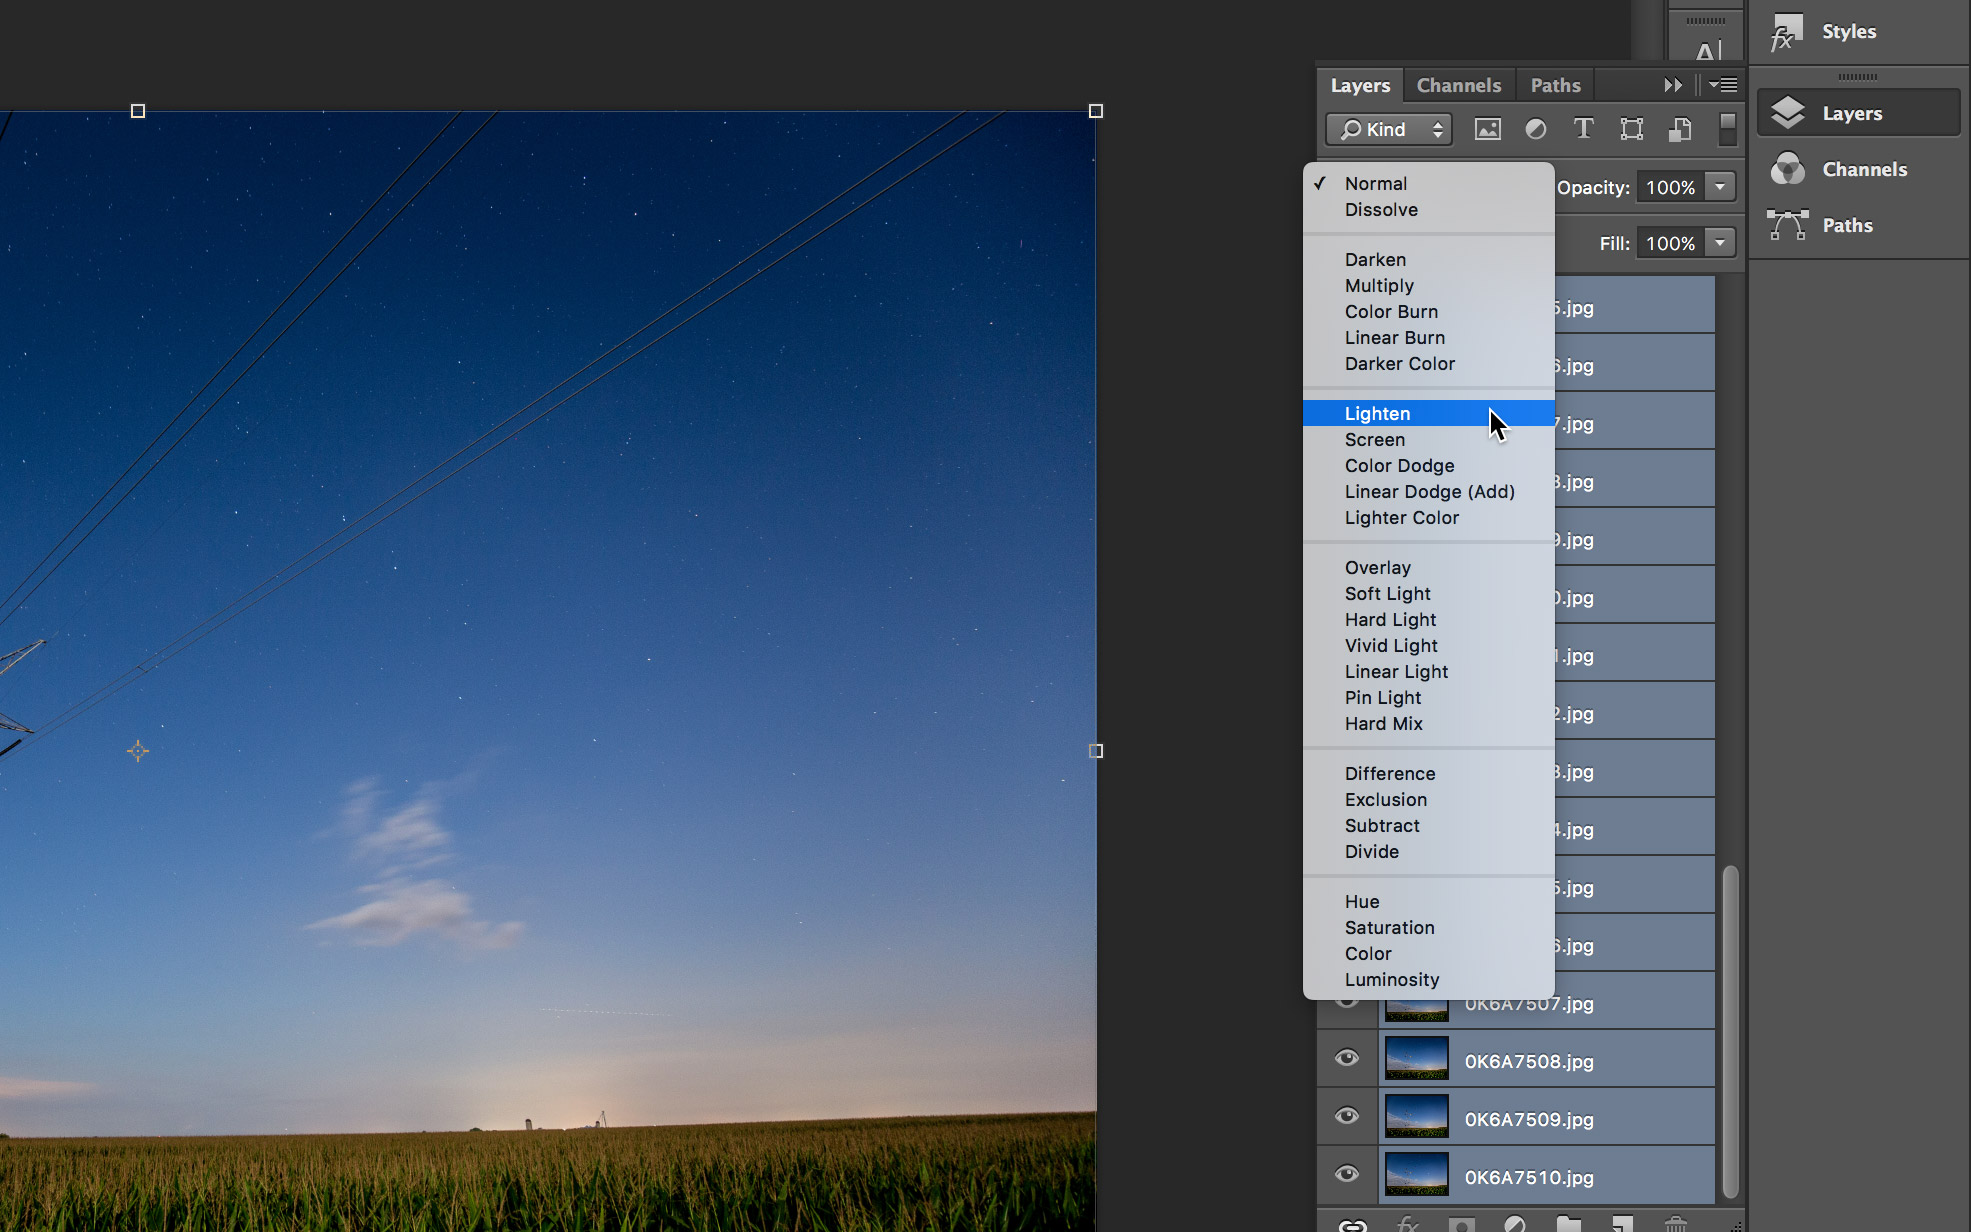 A|
Styles
Layers Channels Paths
Layers
Kind
T
Channels
Normal
Opacity: 100%
Dissolve
Paths
Fill: 100%
Darken
Multiply
Color Burn
5.jpg
Linear Burn
Darker Color
6.jpg
Lighten
7.jpg
Screen
Color Dodge
8.jpg
Linear Dodge (Add)
Lighter Color
9.jpg
Overlay
Soft Light
0.jpg
Hard Light
Vivid Light
1.jpg
Linear Light
Pin Light
2.jpg
Hard Mix
Difference
3.jpg
Exclusion
Subtract
4.jpg
Divide
5.jpg
Hue
Saturation
6.jpg
Color
Luminosity
0K6A7507.jpg
0K6A7508.jpg
0K6A7509.jpg
0K6A7510.jpg
fx